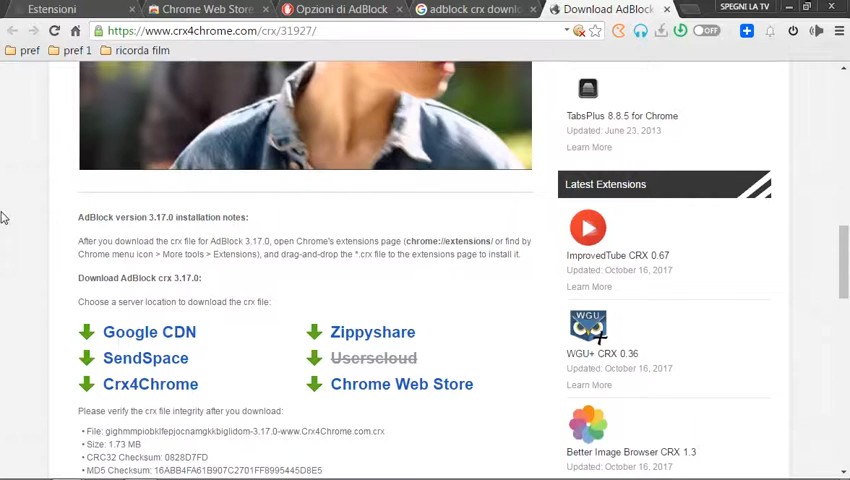 SPEGNI LA TV
Estensioni
Chrome Web Store
Opzioni di AdBlock
adblock crx downl
Download AdBlock
https://www.crx4chrome.com/crx/31927/
OFF
pref
pref 1
ricorda film
TabsPlus 8.8.5 for Chrome
Updated: June 23, 2013
Learn More
Latest Extensions
AdBlock version 3.17.0 installation notes:
After you download the crx file for AdBlock 3.17.0, open Chrome's extensions page (chrome://extensions/ or find by
Chrome menu icon > More tools > Extensions), and drag-and-drop the *.crx file to the extensions page to install it.
Download AdBlock crx 3.17.0:
Choose a server location to download the crx file:
Google CDN
Zippyshare
SendSpace
Userscloud
Crx4Chrome
Chrome Web Store
Please verify the crx file integrity after you download:
• File: gighmmpiobklfepjocnamgkkbiglidom-3.17.0-www.Crx4Chrome.com.crx
• Size: 1.73 MB
• CRC32 Checksum: 0828D7FD
• MD5 Checksum: 16ABB4FA61B907C2701FF8995445D8E5
ImprovedTube CRX 0.67
Updated: October 16, 2017
Learn More
WGU
WGU+ CRX 0.36
Updated: October 16, 2017
Learn More
Better Image Browser CRX 1.3
Updated: October 16, 2017